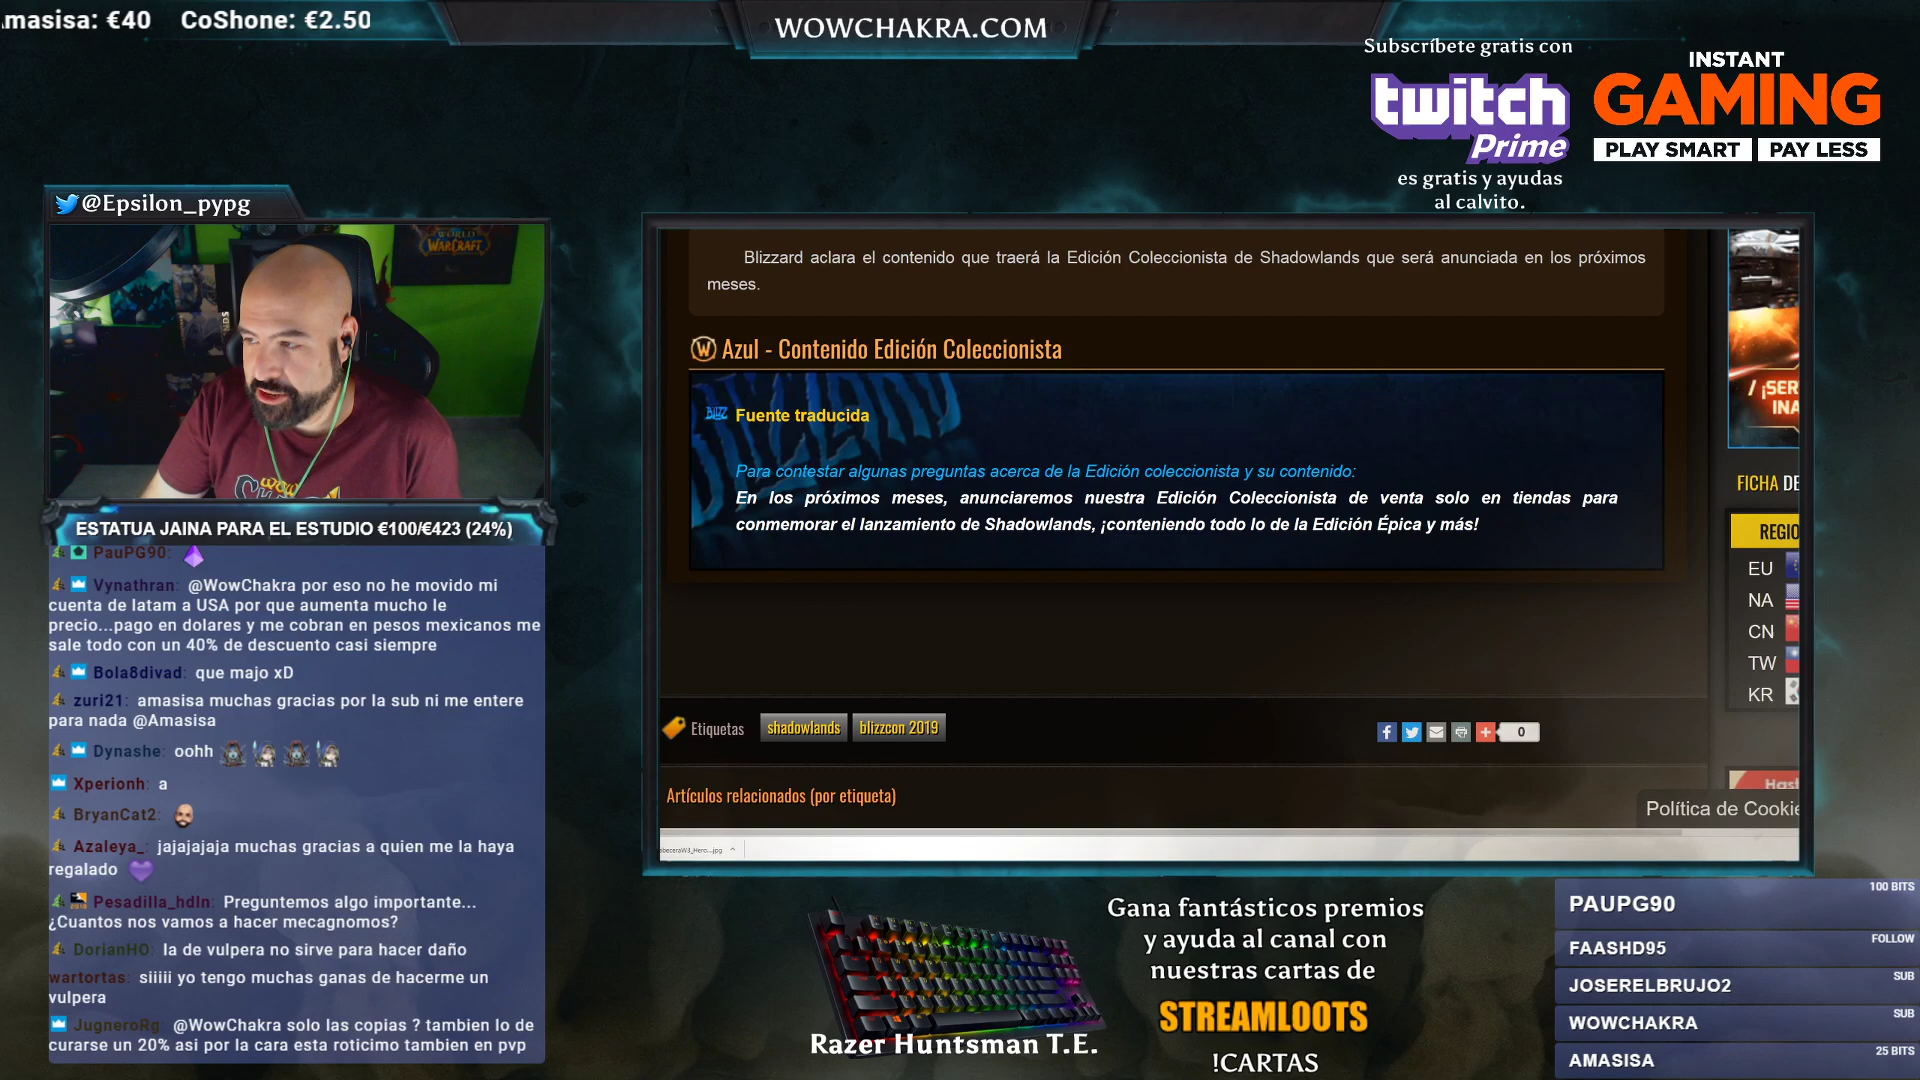 masisa: €40 CoShone: €2.50
WOWCHAKRA.COM
Subscríbete gratis con
twitch
Prime
es gratis y ayudas
al calvito.
INSTANT
GAMING
PLAY SMART PAY LESS
@Epsilon_pypg
WORLD
WARCRAFT
WOW
ESTATUA JAINA PARA EL ESTUDIO €100/€423 (24%)
PauPG90:
Vynathran: @WowChakra por eso no he movido mi
cuenta de latam a USA por que aumenta mucho le
precio...pago en dolares y me cobran en pesos mexicanos me
sale todo con un 40% de descuento casi siempre
Bola8divad: que majo xD
zuri21: amasisa muchas gracias por la sub ni me entere
para nada @Amasisa
Dynashe: oohh
Xperionh: a
BryanCat2:
Azaleya_: jajajajaja muchas gracias a quien me la haya
regalado
Pesadilla_hdln: Preguntemos algo importante...
¿Cuantos nos vamos a hacer mecagnomos?
DorianHO: la de vulpera no sirve para hacer daño
wartortas: siiiii yo tengo muchas ganas de hacerme un
vulpera
JugneroRg: @WowChakra solo las copias ? tambien lo de
curarse un 20% asi por la cara esta roticimo tambien en pvp
Blizzard aclara el contenido que traerá la Edición Coleccionista de Shadowlands que será anunciada en los próximos
meses.
Azul - Contenido Edición Coleccionista
BLIZZ Fuente traducida
Para contestar algunas preguntas acerca de la Edición coleccionista y su contenido:
En los próximos meses, anunciaremos nuestra Edición Coleccionista de venta solo en tiendas para
conmemorar el lanzamiento de Shadowlands, ¡conteniendo todo lo de la Edición Épica y más!
Etiquetas shadowlands blizzcon 2019
0
Artículos relacionados (por etiqueta)
/ ¡SER
INA
FICHA DE
REGIO
EU
NA
CN
TW
KR
Hast
Política de Cookie
abeceraW3_Hero....jpg
Razer Huntsman T.E.
Gana fantásticos premios
y ayuda al canal con
nuestras cartas de
STREAMLOOTS
!CARTAS
PAUPG90 100 BITS
FAASHD95 FOLLOW
JOSERELBRUJO2 SUB
WOWCHAKRA SUB
AMASISA 25 BITS